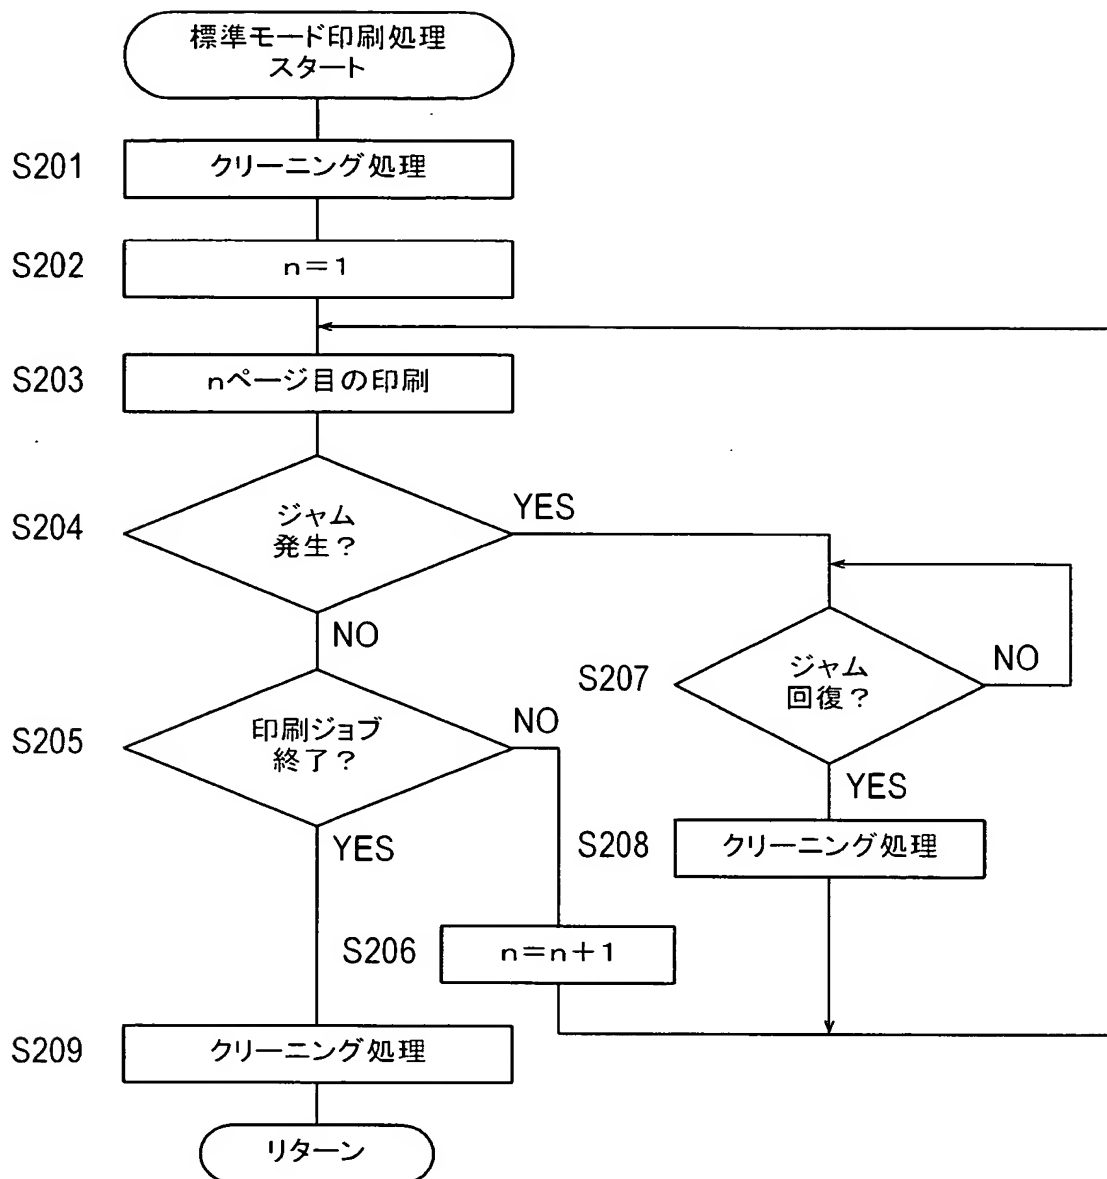 標準モード印刷処理
スタート
S201
クリーニング処理
S202
n=1
S203
nページ目の印刷
S204
ジャム
発生?
YES
NO
S207
ジャム
回復?
NO
S205
印刷ジョブ
終了?
NO
YES
YES
S208
クリーニング処理
S206
n=n+1
S209
クリーニング処理
リターン